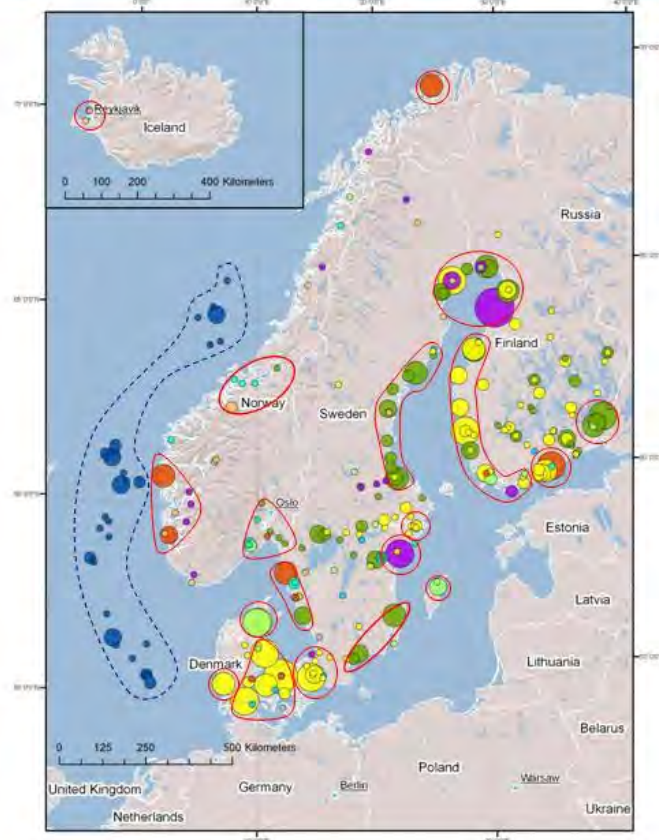 Reykjavik
Iceland
0 100 200 400 Kilometers
Russia
Finland
Norway
Sweden
Oslo
Estonia
Latvia
Denmark
Lithuania
Belarus
0 125 250 500 Kilometers
Poland
United Kingdom
Germany
Berlin
Warsaw
Netherlands
Ukraine